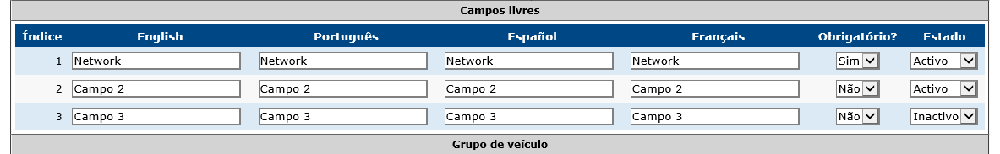 Campos livres
Índice English Português Español Français Obrigatório? Estado
1 Network Network Network Network Sim Activo
2 Campo 2 Campo 2 Campo 2 Campo 2 Não Activo
3 Campo 3 Campo 3 Campo 3 Campo 3 Não Inactivo
Grupo de veículo